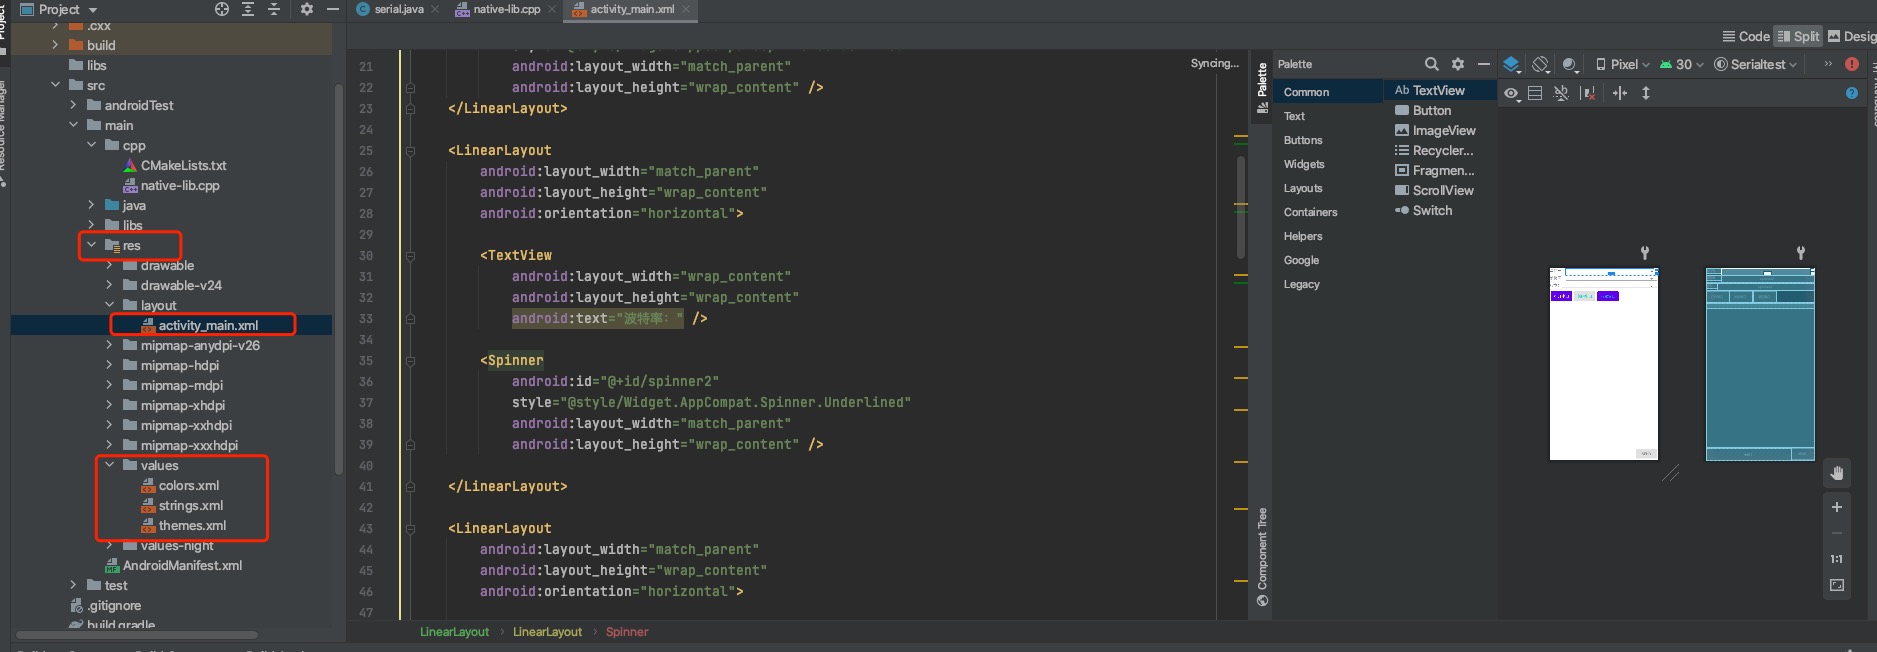 Project
serial.java
native-lib.cpp
activity_main.xml
Code
Split
Desig
.cxx
build
libs
src
androidTest
main
cpp
CMakeLists.txt
native-lib.cpp
java
libs
res
drawable
drawable-v24
layout
activity_main.xml
mipmap-anydpi-v26
mipmap-hdpi
mipmap-mdpi
mipmap-xhdpi
mipmap-xxhdpi
mipmap-xxxhdpi
values
colors.xml
strings.xml
themes.xml
values-night
AndroidManifest.xml
test
.gitignore
build.gradle
Syncing...
21 android:layout_width="match_parent"
22 android:layout_height="wrap_content" />
23 </LinearLayout>
24
25 <LinearLayout
26 android:layout_width="match_parent"
27 android:layout_height="wrap_content"
28 android:orientation="horizontal">
29
30 <TextView
31 android:layout_width="wrap_content"
32 android:layout_height="wrap_content"
33 android:text="波特率：" />
34
35 <Spinner
36 android:id="@+id/spinner2"
37 style="@style/Widget.AppCompat.Spinner.Underlined"
38 android:layout_width="match_parent"
39 android:layout_height="wrap_content" />
40
41 </LinearLayout>
42
43 <LinearLayout
44 android:layout_width="match_parent"
45 android:layout_height="wrap_content"
46 android:orientation="horizontal">
47
LinearLayout > LinearLayout > Spinner
Palette
Component Tree
Palette
Common
Text
Buttons
Widgets
Layouts
Containers
Helpers
Google
Legacy
Ab TextView
Button
ImageView
Recycler...
Fragmen...
ScrollView
Switch
Pixel
30
Serialtest
1:1